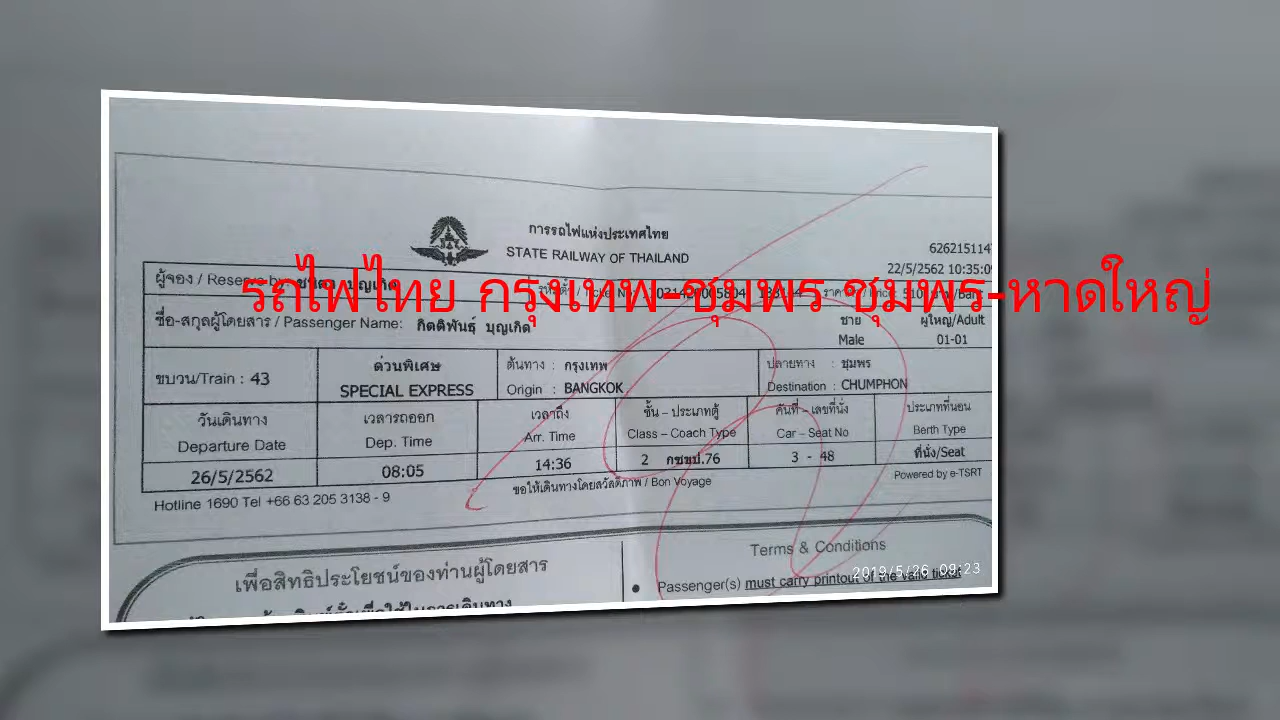 การรถไฟแห่งประเทศไทย
STATE RAILWAY OF THAILAND
6262151147
22/5/2562 10:35:09
รถไฟไทย กรุงเทพ-ชุมพร ชุมพร-หาดใหญ่
ผู้จอง / Reserve by:
ชื่อ-สกุลผู้โดยสาร / Passenger Name: กิตติพันธุ์ บุญเกิด
ชาย ผู้ใหญ่/Adult
Male 01-01
ขบวน/Train : 43
ด่วนพิเศษ
SPECIAL EXPRESS
ต้นทาง : กรุงเทพ
Origin : BANGKOK
ปลายทาง : ชุมพร
Destination : CHUMPHON
วันเดินทาง เวลารถออก เวลาถึง ชั้น – ประเภทตู้ คันที่ – เลขที่นั่ง ประเภทที่นอน
Departure Date Dep. Time Arr. Time Class – Coach Type Car – Seat No Berth Type
26/5/2562 08:05 14:36 2 กซขป.76 3 - 48 ที่นั่ง/Seat
Hotline 1690 Tel +66 63 205 3138 - 9
ขอให้เดินทางโดยสวัสดิภาพ / Bon Voyage
Powered by e-TSRT
เพื่อสิทธิประโยชน์ของท่านผู้โดยสาร
Terms & Conditions
• Passenger(s) must carry printout of the valid ticket
2019/5/26 09:23